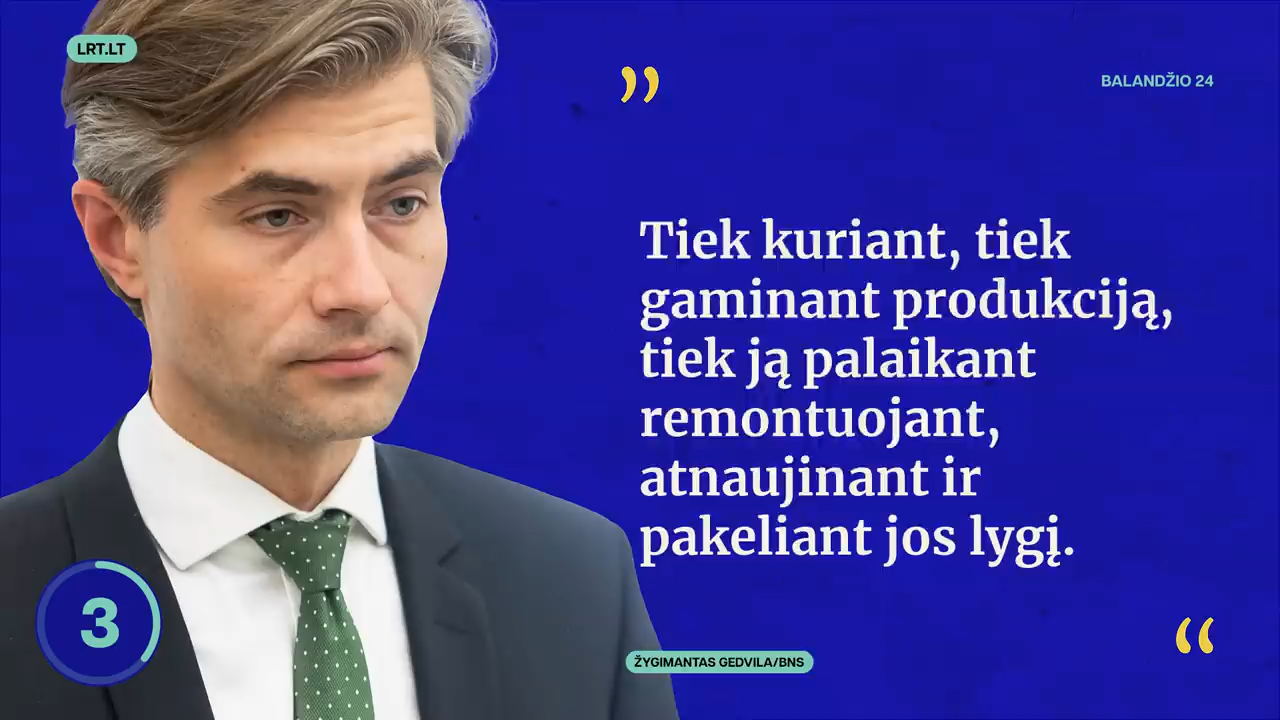 LRT.LT
BALANDŽIO 24
”
Tiek kuriant, tiek
gaminant produkciją,
tiek ją palaikant
remontuojant,
atnaujinant ir
pakeliant jos lygį.
“
3
ŽYGIMANTAS GEDVILA/BNS